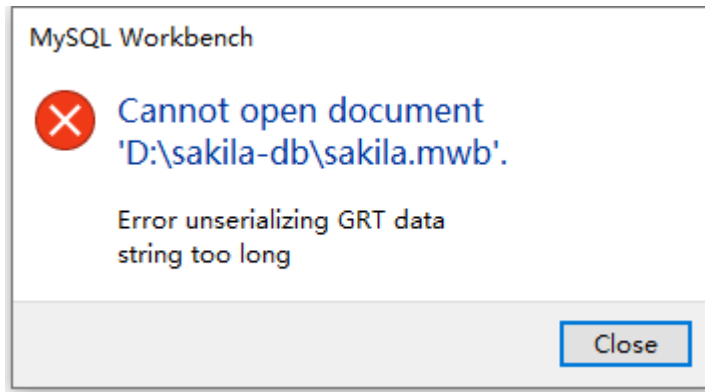 MySQL Workbench
Cannot open document
'D:\sakila-db\sakila.mwb'.
Error unserializing GRT data
string too long
Close